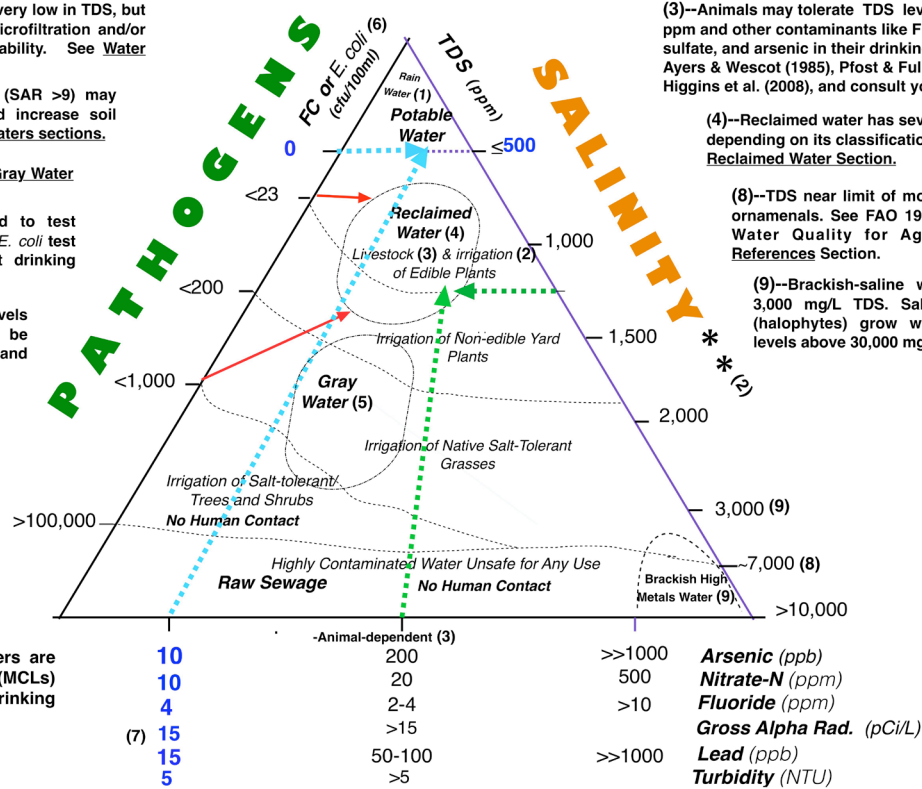 very low in TDS, but
icrofiltration and/or
ability. See Water
(SAR >9) may
d increase soil
aters sections.
Gray Water
d to test
E. coli test
t drinking
vels
be
and
PATHOGENS
FC or E. coli (6)
(cfu/100ml)
TDS (ppm)
SALINITY
**(2)
(3)--Animals may tolerate TDS lev
ppm and other contaminants like F
sulfate, and arsenic in their drinkin
Ayers & Wescot (1985), Pfost & Ful
Higgins et al. (2008), and consult yo
(4)--Reclaimed water has sev
depending on its classificatio
Reclaimed Water Section.
(8)--TDS near limit of mo
ornamenals. See FAO 19
Water Quality for Ag
References Section.
(9)--Brackish-saline w
3,000 mg/L TDS. Sal
(halophytes) grow w
levels above 30,000 mg
Rain
Water (1)
Potable
Water
0
≤500
<23
Reclaimed
Water (4)
1,000
Livestock (3) & irrigation (2)
of Edible Plants
<200
Irrigation of Non-edible Yard
Plants
1,500
<1,000
Gray
Water (5)
2,000
Irrigation of Native Salt-Tolerant
Grasses
Irrigation of Salt-tolerant
Trees and Shrubs
No Human Contact
>100,000
3,000 (9)
Highly Contaminated Water Unsafe for Any Use
~7,000 (8)
Raw Sewage
No Human Contact
Brackish High
Metals Water (9)
>10,000
-Animal-dependent (3)
ers are
(MCLs)
rinking
10 200 >>1000 Arsenic (ppb)
10 20 500 Nitrate-N (ppm)
4 2-4 >10 Fluoride (ppm)
(7) 15 >15 Gross Alpha Rad. (pCi/L)
15 50-100 >>1000 Lead (ppb)
5 >5 Turbidity (NTU)